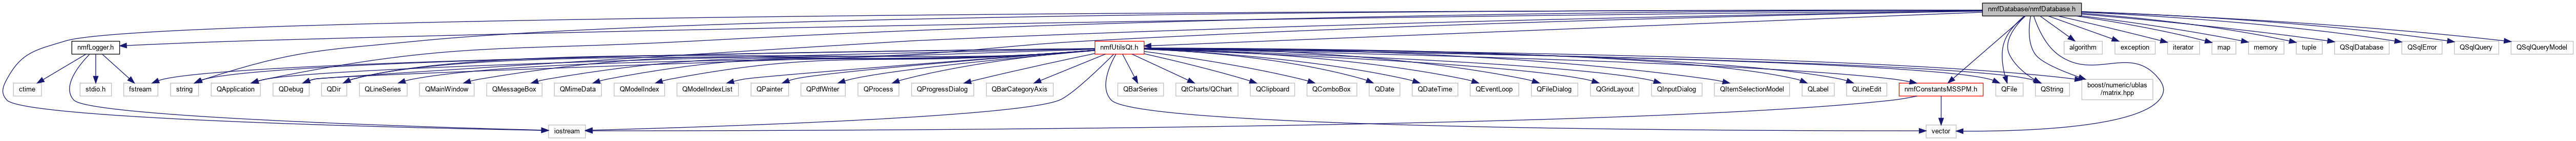 nmfDatabase/nmfDatabase.h
nmfLogger.h
nmfUtilsQt.h
algorithm
exception
iterator
map
memory
tuple
QSqlDatabase
QSqlError
QSqlQuery
QSqlQueryModel
ctime
stdio.h
fstream
string
QApplication
QDebug
QDir
QLineSeries
QMainWindow
QMessageBox
QMimeData
QModelIndex
QModelIndexList
QPainter
QPdfWriter
QProcess
QProgressDialog
QBarCategoryAxis
QBarSeries
QtCharts/QChart
QClipboard
QComboBox
QDate
QDateTime
QEventLoop
QFileDialog
QGridLayout
QInputDialog
QItemSelectionModel
QLabel
QLineEdit
nmfConstantsMSSPM.h
QFile
QString
boost/numeric/ublas
/matrix.hpp
iostream
vector